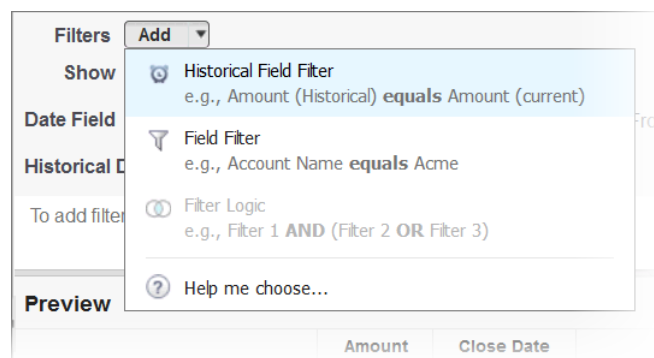 Filters Add
Show
Historical Field Filter
e.g., Amount (Historical) equals Amount (current)
Date Field
Field Filter
e.g., Account Name equals Acme
Historical D
To add filter
Filter Logic
e.g., Filter 1 AND (Filter 2 OR Filter 3)
Help me choose...
Preview
Amount Close Date